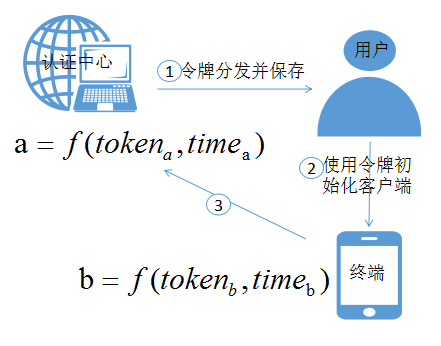 认证中心
①令牌分发并保存
用户
a = f(token_a,time_a)
②使用令牌初
始化客户端
③
b = f(token_b,time_b)
终端